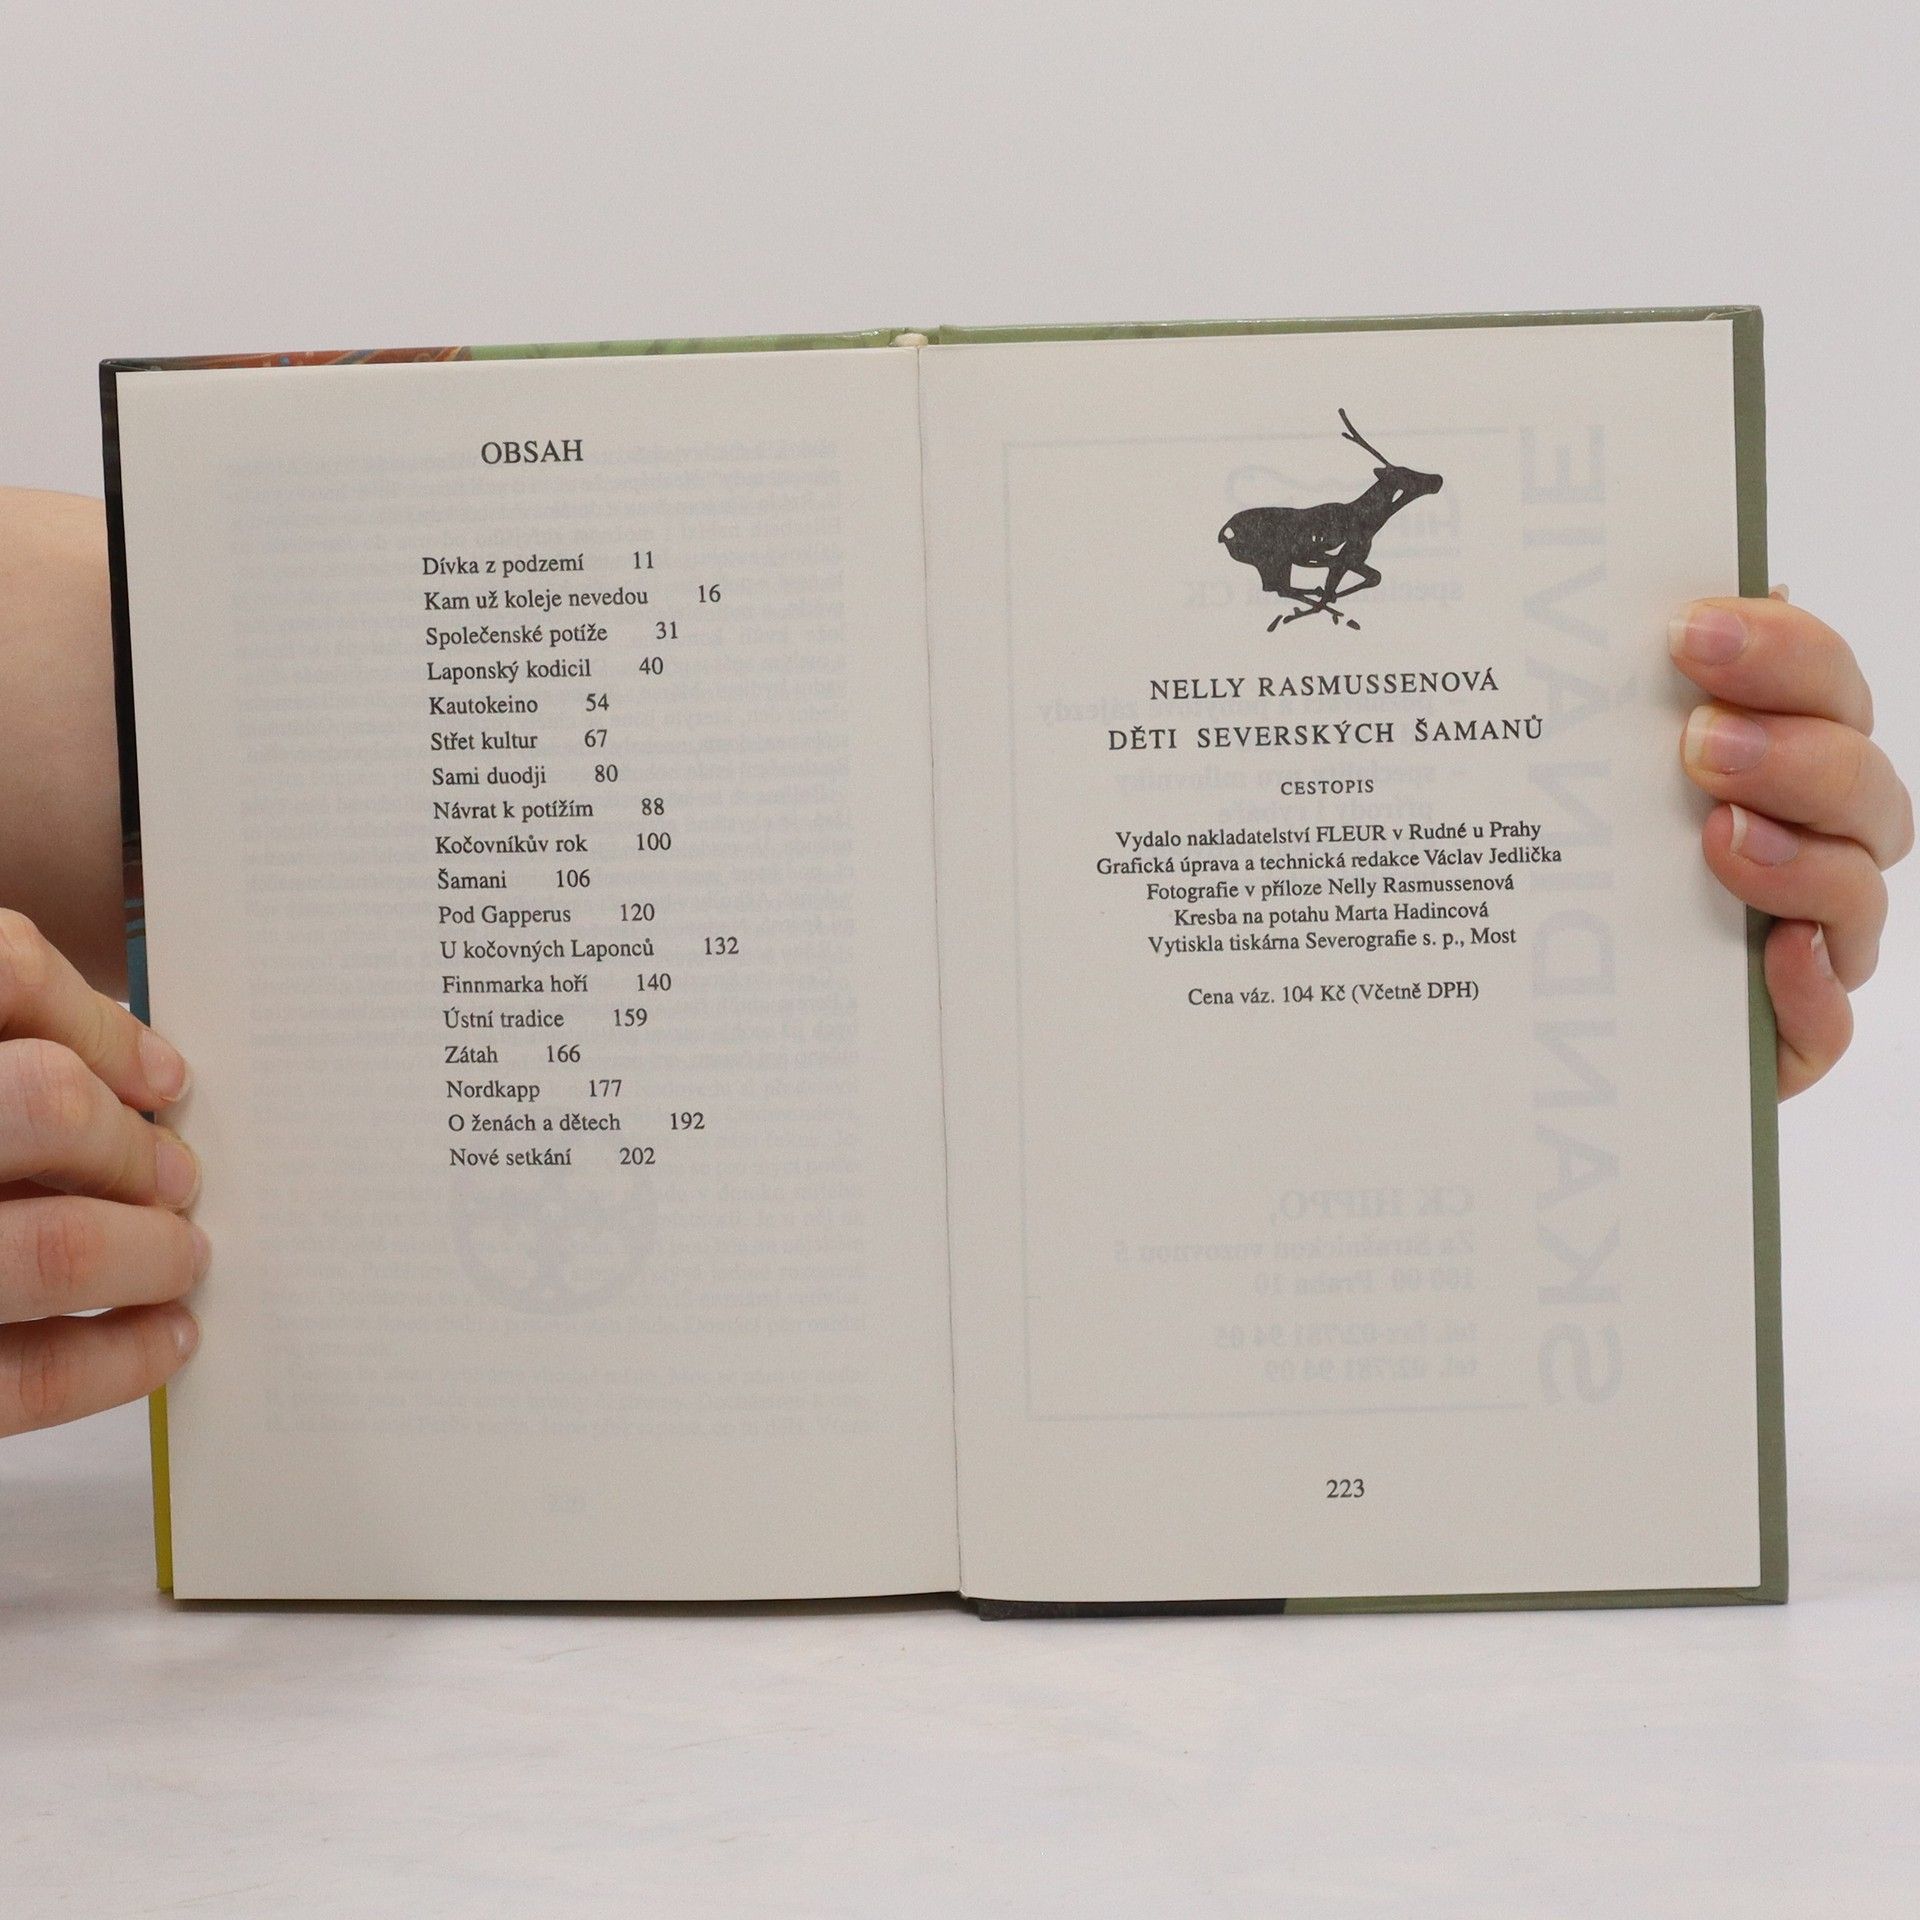 OBSAH
Dívka z podzemí 11
Kam už koleje nevedou 16
Společenské potíže 31
Laponský kodicil 40
Kautokeino 54
Střet kultur 67
Sami duodji 80
Návrat k potížím 88
Kočovníkův rok 100
Šamani 106
Pod Gapperus 120
U kočovných Laponců 132
Finnmarka hoří 140
Ústní tradice 159
Zátah 166
Nordkapp 177
O ženách a dětech 192
Nové setkání 202
NELLY RASMUSSENOVÁ
DĚTI SEVERSKÝCH ŠAMANŮ
CESTOPIS
Vydalo nakladatelství FLEUR v Rudné u Prahy
Grafická úprava a technická redakce Václav Jedlička
Fotografie v příloze Nelly Rasmussenová
Kresba na potahu Marta Hadincová
Vytiskla tiskárna Severografie s. p., Most
Cena váz. 104 Kč (Včetně DPH)
223